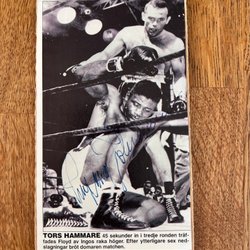 TORS HAMMARE 45 sekunder in i tredje ronden träf-
fades Floyd av Ingos raka höger. Efter ytterligare sex ned-
slagningar bröt domaren matchen.